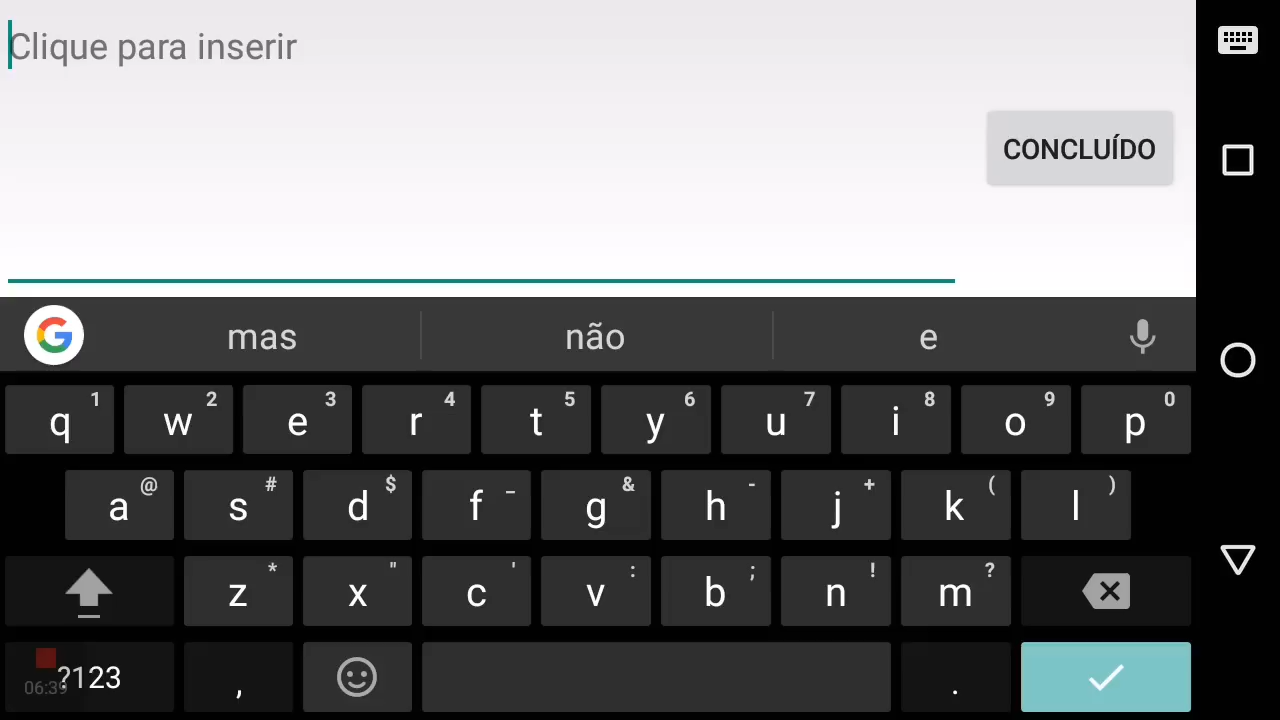 Clique para inserir
CONCLUÍDO
mas não e
q 1 w 2 e 3 r 4 t 5 y 6 u 7 i 8 o 9 p 0
a @ s # d $ f _ g & h - j + k ( l )
z * x " c ' v : b ; n ! m ?
?123 , .
06:39